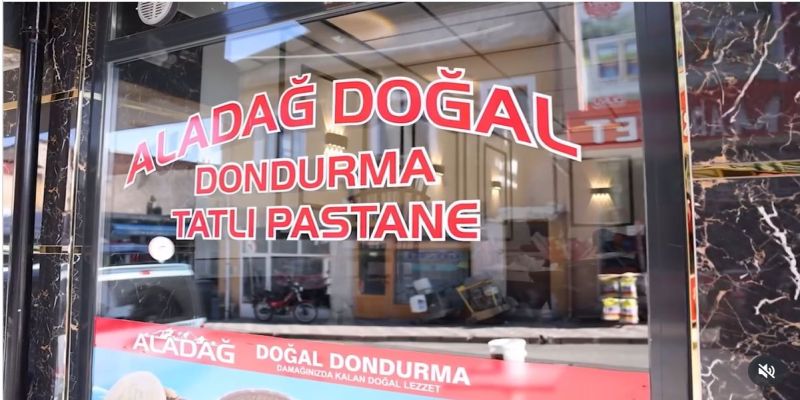 ALADAĞ DOĞAL
DONDURMA
TATLI PASTANE
ALADAĞ DOĞAL DONDURMA
DAMAĞINIZDA KALAN DOĞAL LEZZET